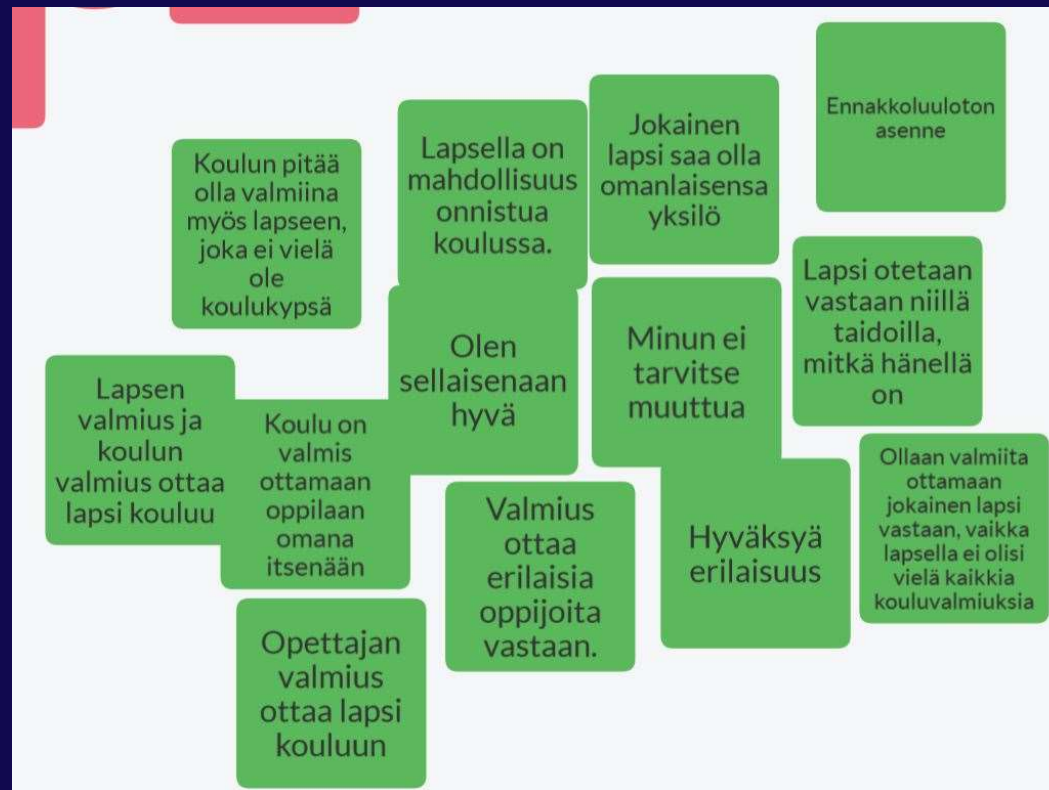 Koulun pitää
olla valmiina
myös lapseen,
joka ei vielä
ole
koulukypsä
Lapsella on
mahdollisuus
onnistua
koulussa.
Jokainen
lapsi saa olla
omanlaisensa
yksilö
Ennakkoluuloton
asenne
Lapsen
valmius ja
koulun
valmius ottaa
lapsi kouluu
Koulu on
valmis
ottamaan
oppilaan
omana
itsenään
Olen
sellaisenaan
hyvä
Minun ei
tarvitse
muuttua
Lapsi otetaan
vastaan niillä
taidoilla,
mitkä hänellä
on
Opettajan
valmius
ottaa lapsi
kouluun
Valmius
ottaa
erilaisia
oppijoita
vastaan.
Hyväksyä
erilaisuus
Ollaan valmiita
ottamaan
jokainen lapsi
vastaan, vaikka
lapsella ei olisi
vielä kaikkia
kouluvalmiuksia